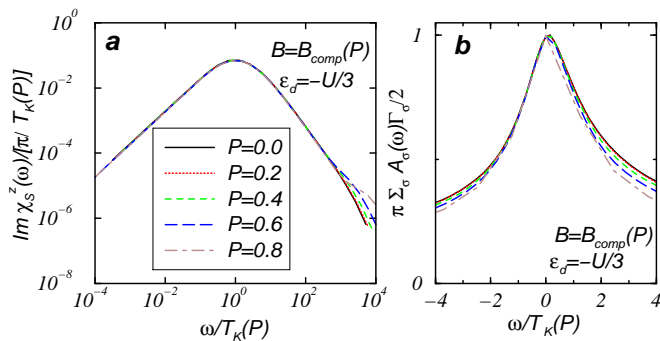 a
B=B_comp(P)
ε_d=−U/3
Im χ_S^z(ω)/[π/ T_K(P)]
10^0
10^−2
10^−4
10^−6
10^−8
P=0.0
P=0.2
P=0.4
P=0.6
P=0.8
10^−4 10^−2 10^0 10^2 10^4
ω/T_K(P)
b
π Σ_σ A_σ(ω)Γ_σ/2
1
0
B=B_comp(P)
ε_d=−U/3
−4 −2 0 2 4
ω/T_K(P)